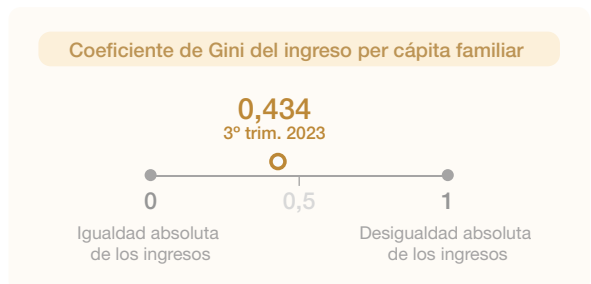 Coeficiente de Gini del ingreso per cápita familiar
0,434
3º trim. 2023
0
0,5
1
Igualdad absoluta
de los ingresos
Desigualdad absoluta
de los ingresos